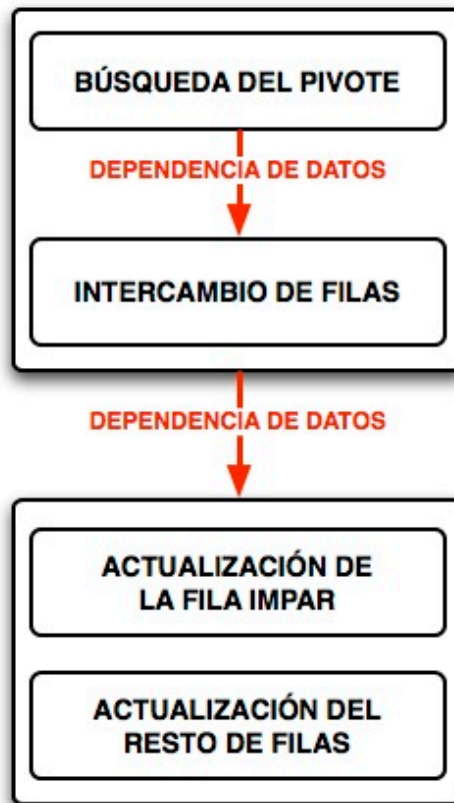 BÚSQUEDA DEL PIVOTE
DEPENDENCIA DE DATOS
INTERCAMBIO DE FILAS
DEPENDENCIA DE DATOS
ACTUALIZACIÓN DE
LA FILA IMPAR
ACTUALIZACIÓN DEL
RESTO DE FILAS